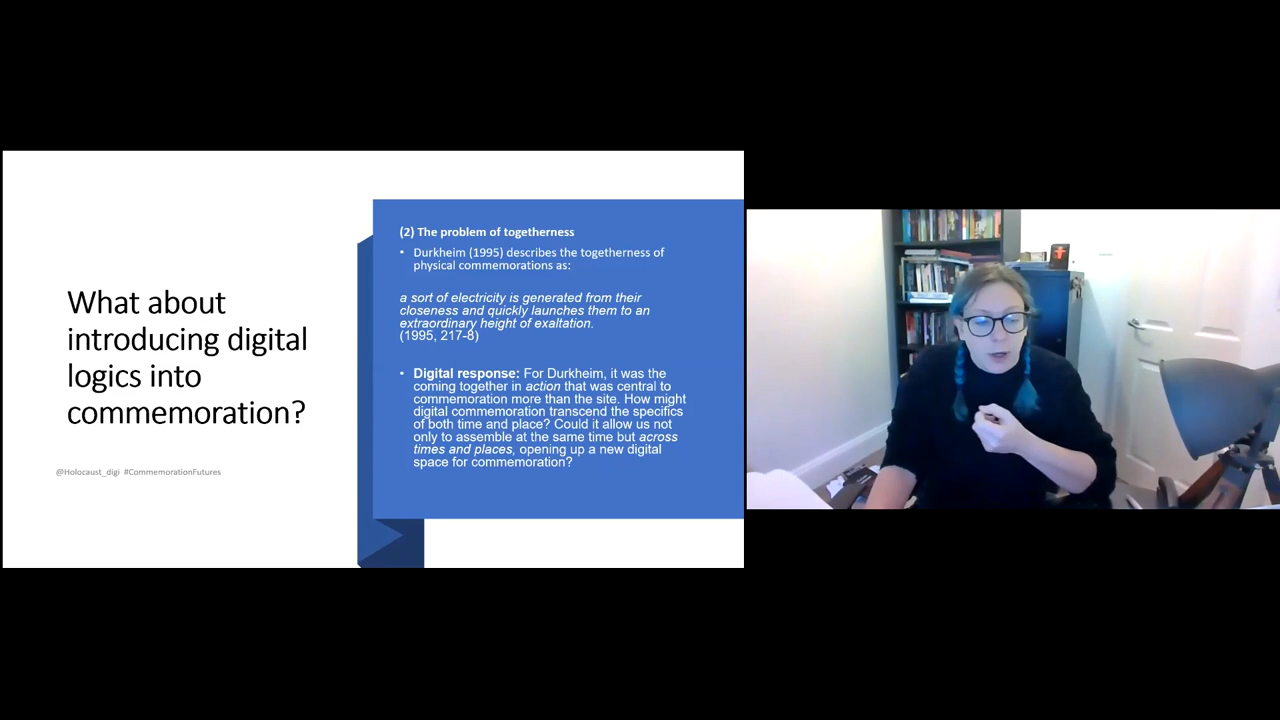 What about
introducing digital
logics into
commemoration?
@Holocaust_digi #CommemorationFutures
(2) The problem of togetherness
• Durkheim (1995) describes the togetherness of
physical commemorations as:
a sort of electricity is generated from their
closeness and quickly launches them to an
extraordinary height of exaltation.
(1995, 217-8)
• Digital response: For Durkheim, it was the
coming together in action that was central to
commemoration more than the site. How might
digital commemoration transcend the specifics
of both time and place? Could it allow us not
only to assemble at the same time but across
times and places, opening up a new digital
space for commemoration?